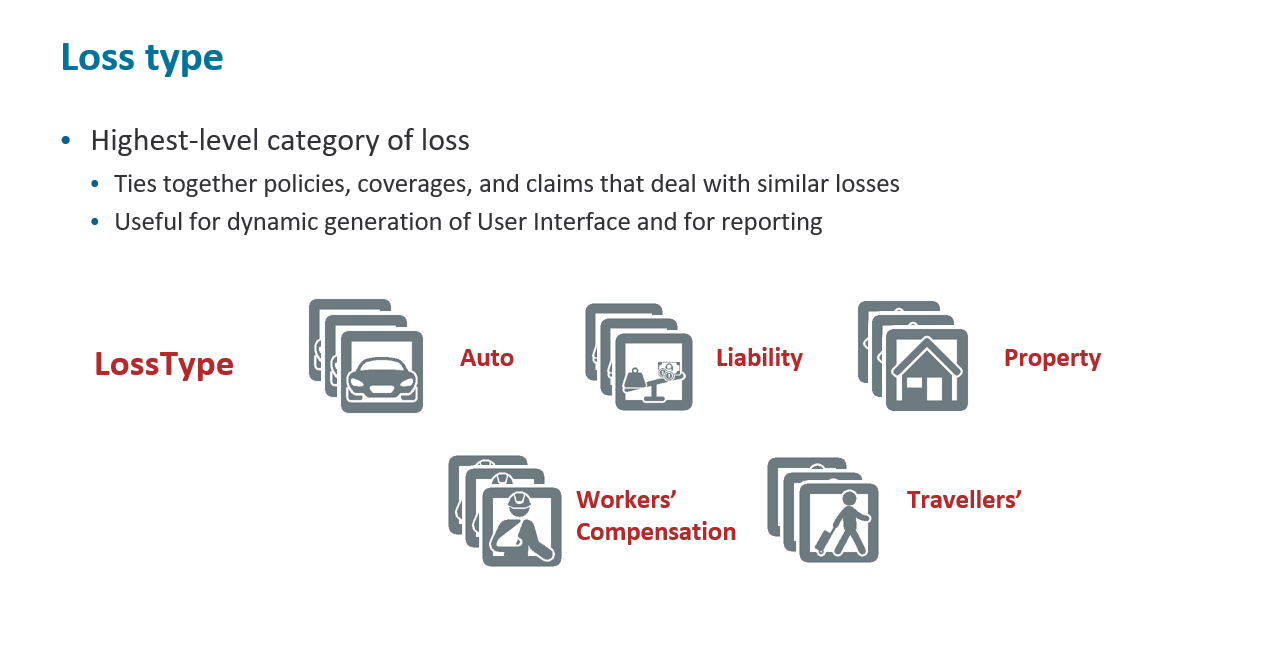 Loss type
• Highest-level category of loss
• Ties together policies, coverages, and claims that deal with similar losses
• Useful for dynamic generation of User Interface and for reporting
LossType
Auto
Liability
Property
Workers’
Compensation
Travellers’